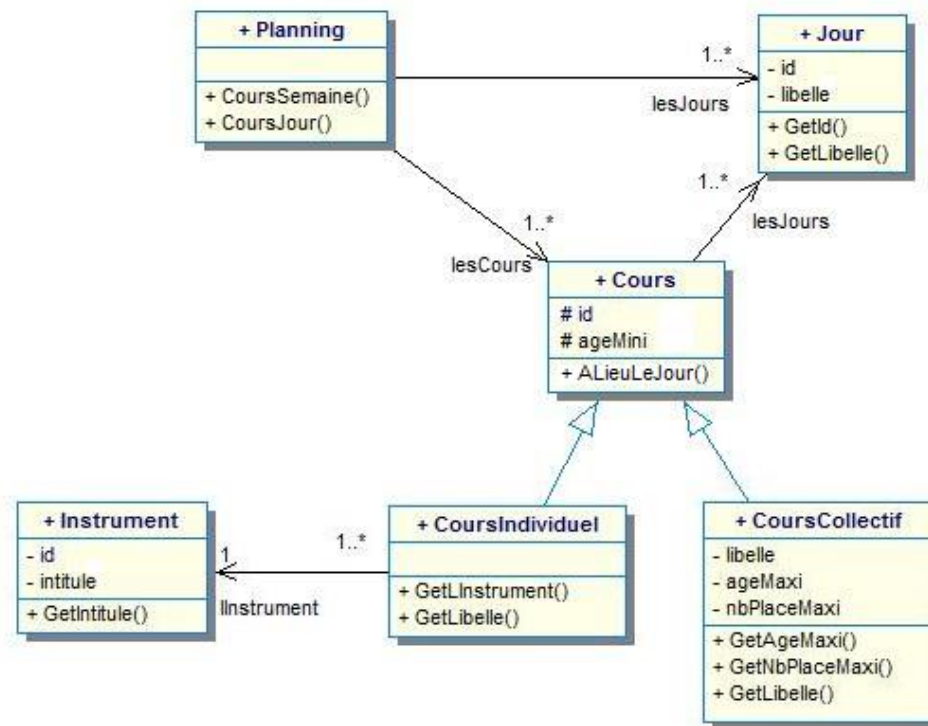 + Planning
+ CoursSemaine()
+ CoursJour()
1..*
lesJours
+ Jour
- id
- libelle
+ GetId()
+ GetLibelle()
1..*
lesJours
1..*
lesCours
+ Cours
# id
# ageMini
+ ALieuLeJour()
+ Instrument
- id
- intitule
+ GetIntitule()
1
lInstrument
1..*
+ CoursIndividuel
+ GetLInstrument()
+ GetLibelle()
+ CoursCollectif
- libelle
- ageMaxi
- nbPlaceMaxi
+ GetAgeMaxi()
+ GetNbPlaceMaxi()
+ GetLibelle()